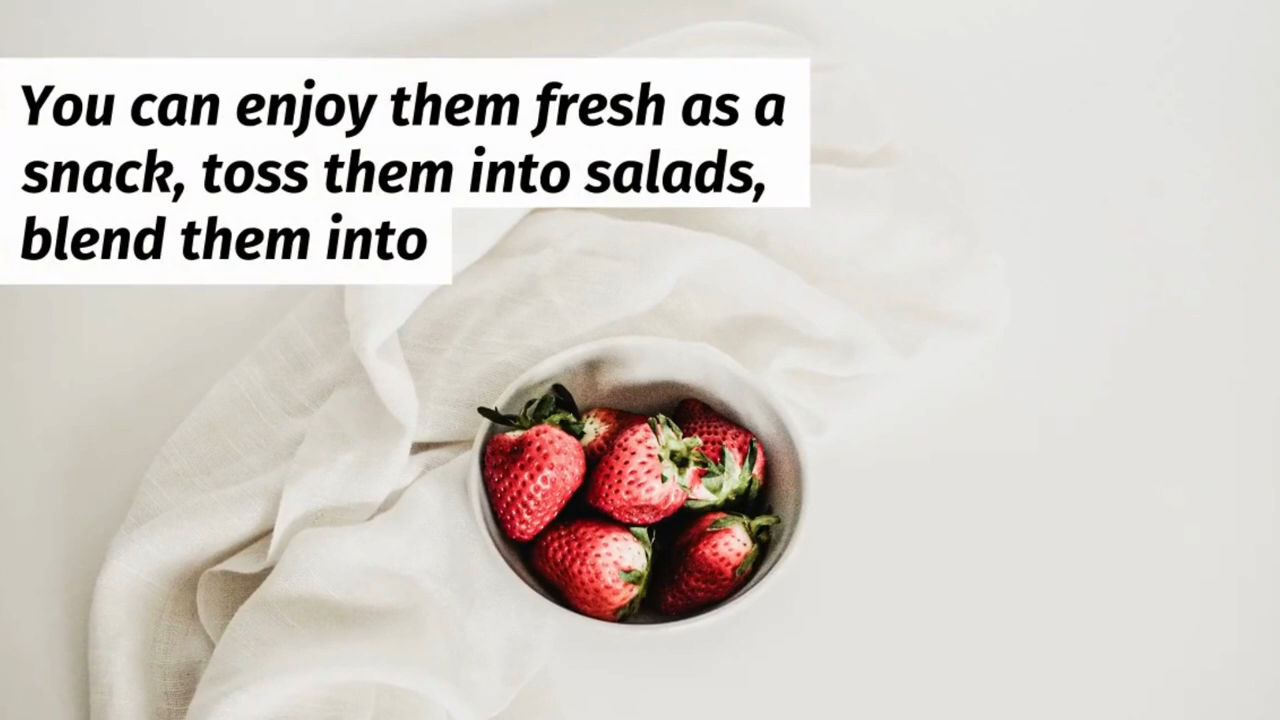 You can enjoy them fresh as a
snack, toss them into salads,
blend them into